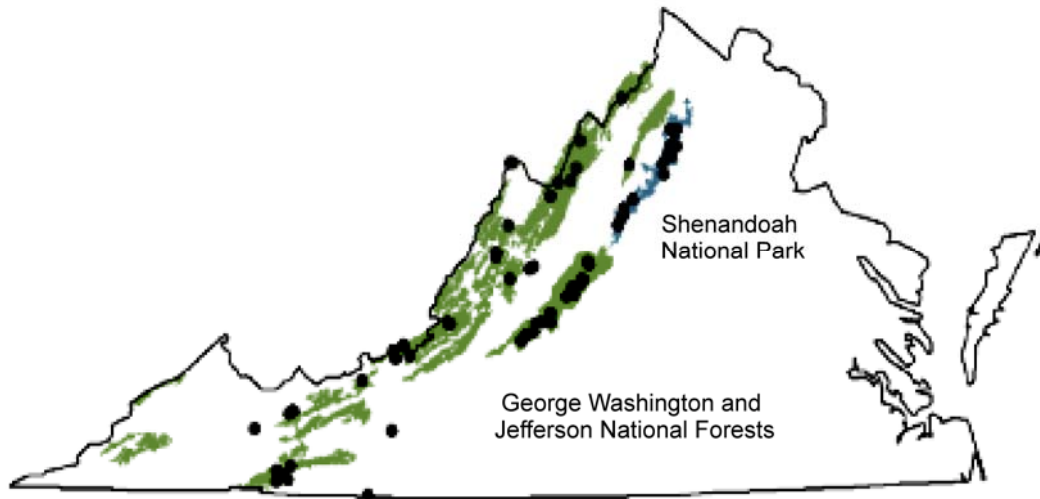 Shenandoah
National Park
George Washington and
Jefferson National Forests